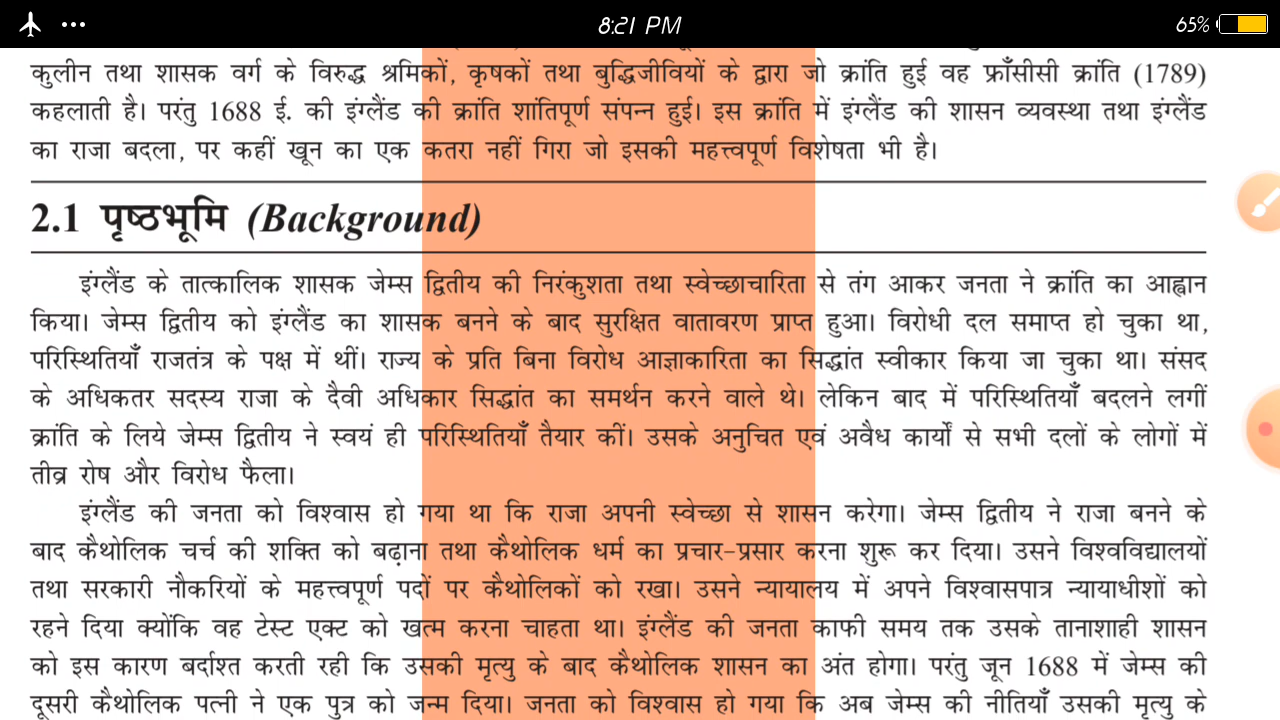 8:21 PM
65%
कुलीन तथा शासक वर्ग के विरुद्ध श्रमिकों, कृषकों तथा बुद्धिजीवियों के द्वारा जो क्रांति हुई वह फ्राँसीसी क्रांति (1789)
कहलाती है। परंतु 1688 ई. की इंग्लैंड की क्रांति शांतिपूर्ण संपन्न हुई। इस क्रांति में इंग्लैंड की शासन व्यवस्था तथा इंग्लैंड
का राजा बदला, पर कहीं खून का एक कतरा नहीं गिरा जो इसकी महत्त्वपूर्ण विशेषता भी है।
2.1 पृष्ठभूमि (Background)
इंग्लैंड के तात्कालिक शासक जेम्स द्वितीय की निरंकुशता तथा स्वेच्छाचारिता से तंग आकर जनता ने क्रांति का आह्वान
किया। जेम्स द्वितीय को इंग्लैंड का शासक बनने के बाद सुरक्षित वातावरण प्राप्त हुआ। विरोधी दल समाप्त हो चुका था,
परिस्थितियाँ राजतंत्र के पक्ष में थीं। राज्य के प्रति बिना विरोध आज्ञाकारिता का सिद्धांत स्वीकार किया जा चुका था। संसद
के अधिकतर सदस्य राजा के दैवी अधिकार सिद्धांत का समर्थन करने वाले थे। लेकिन बाद में परिस्थितियाँ बदलने लगीं
क्रांति के लिये जेम्स द्वितीय ने स्वयं ही परिस्थितियाँ तैयार कीं। उसके अनुचित एवं अवैध कार्यों से सभी दलों के लोगों में
तीव्र रोष और विरोध फैला।
इंग्लैंड की जनता को विश्वास हो गया था कि राजा अपनी स्वेच्छा से शासन करेगा। जेम्स द्वितीय ने राजा बनने के
बाद कैथोलिक चर्च की शक्ति को बढ़ाना तथा कैथोलिक धर्म का प्रचार-प्रसार करना शुरू कर दिया। उसने विश्वविद्यालयों
तथा सरकारी नौकरियों के महत्त्वपूर्ण पदों पर कैथोलिकों को रखा। उसने न्यायालय में अपने विश्वासपात्र न्यायाधीशों को
रहने दिया क्योंकि वह टेस्ट एक्ट को खत्म करना चाहता था। इंग्लैंड की जनता काफी समय तक उसके तानाशाही शासन
को इस कारण बर्दाश्त करती रही कि उसकी मृत्यु के बाद कैथोलिक शासन का अंत होगा। परंतु जून 1688 में जेम्स की
दूसरी कैथोलिक पत्नी ने एक पुत्र को जन्म दिया। जनता को विश्वास हो गया कि अब जेम्स की नीतियाँ उसकी मृत्यु के